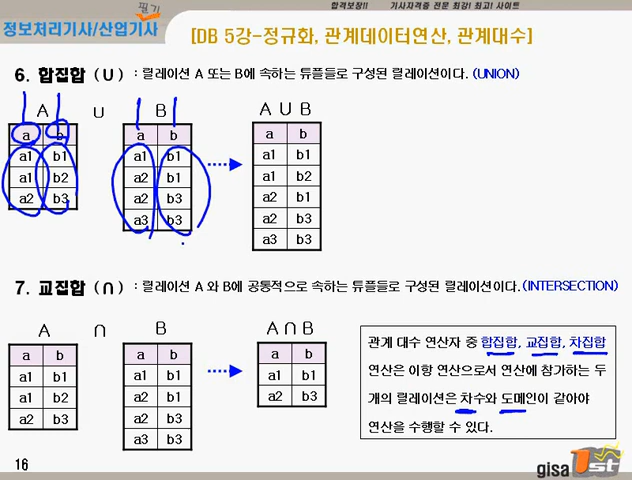 합격보장!! 기사자격증 전문 최강! 최고! 사이트
필기
정보처리기사/산업기사
[DB 5강-정규화, 관계데이터연산, 관계대수]
6. 합집합 (∪) : 릴레이션 A 또는 B에 속하는 튜플들로 구성된 릴레이션이다. (UNION)
A ∪ B A ∪ B
a b a b a b
a1 b1 a1 b1 a1 b1
a1 b2 a2 b1 a1 b2
a2 b3 a2 b3 a2 b1
a3 b3 a2 b3
a3 b3
7. 교집합 (∩) : 릴레이션 A 와 B에 공통적으로 속하는 튜플들로 구성된 릴레이션이다.(INTERSECTION)
A ∩ B A ∩ B
a b a b a b
a1 b1 a1 b1 a1 b1
a1 b2 a2 b1 a2 b3
a2 b3 a2 b3
a3 b3
관계 대수 연산자 중 합집합, 교집합, 차집합
연산은 이항 연산으로서 연산에 참가하는 두
개의 릴레이션은 차수와 도메인이 같아야
연산을 수행할 수 있다.
16
gisa 1st